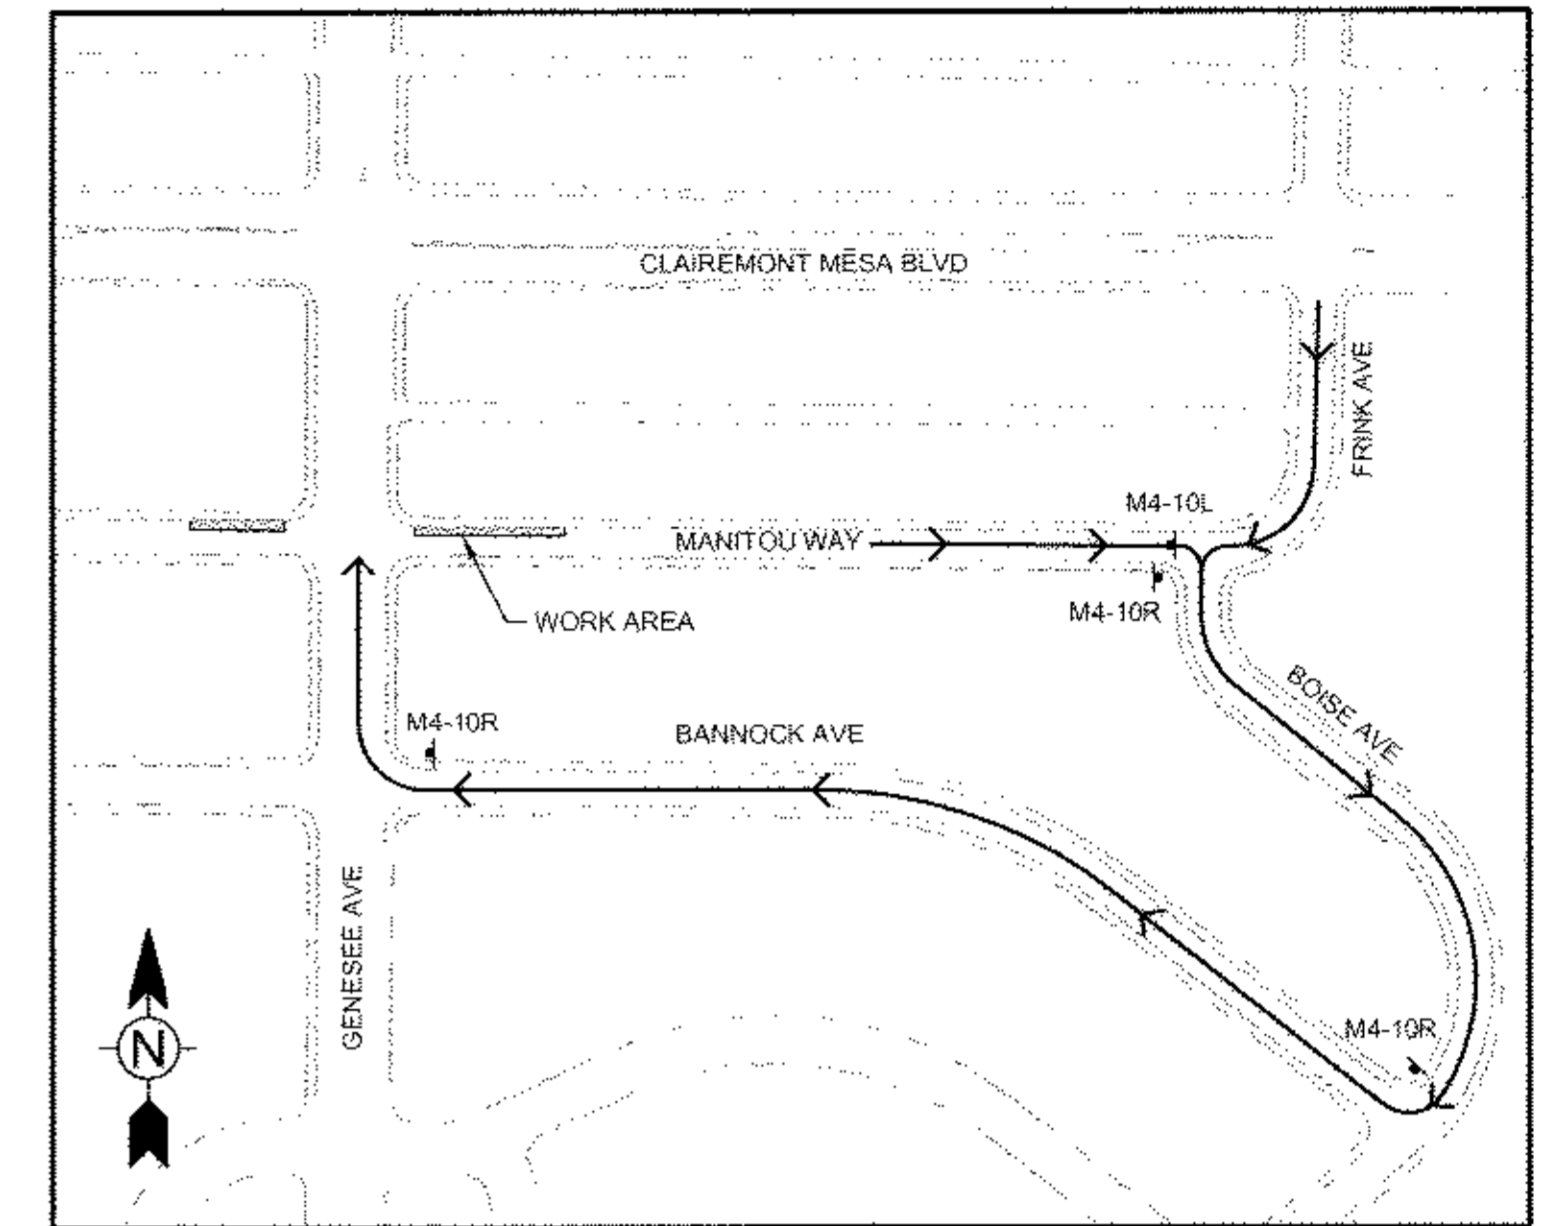 CLAIREMONT MESA BLVD
FRINK AVE
M4-10L
MANITOU WAY
M4-10R
WORK AREA
BOISE AVE
M4-10R
BANNOCK AVE
GENESEE AVE
M4-10R
N